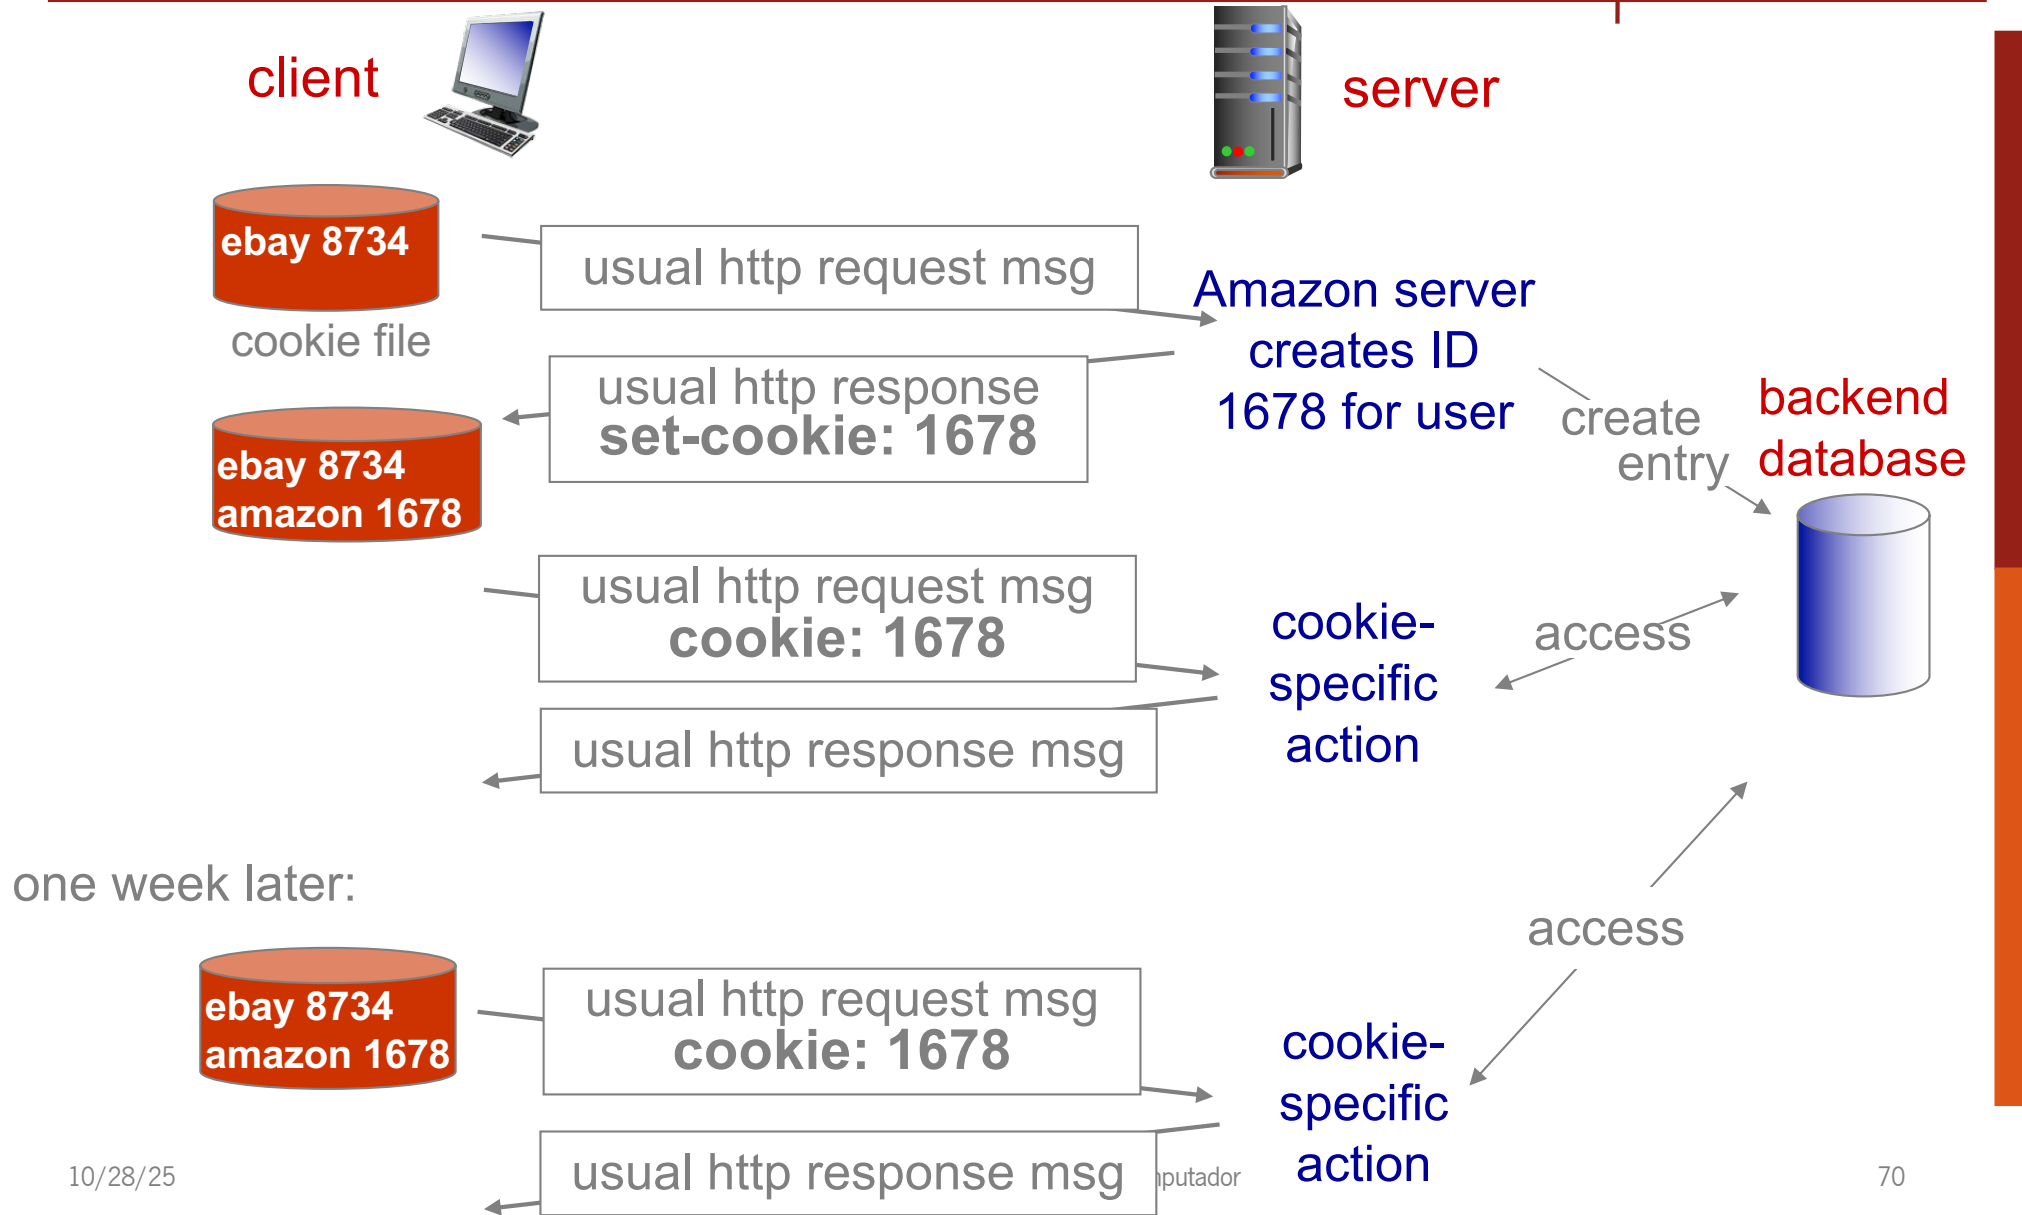 client
server
ebay 8734
cookie file
usual http request msg
Amazon server
creates ID
1678 for user
usual http response
set-cookie: 1678
create
entry
backend
database
ebay 8734
amazon 1678
usual http request msg
cookie: 1678
cookie-
specific
action
access
usual http response msg
one week later:
access
ebay 8734
amazon 1678
usual http request msg
cookie: 1678
cookie-
specific
action
usual http response msg
10/28/25
putador
70